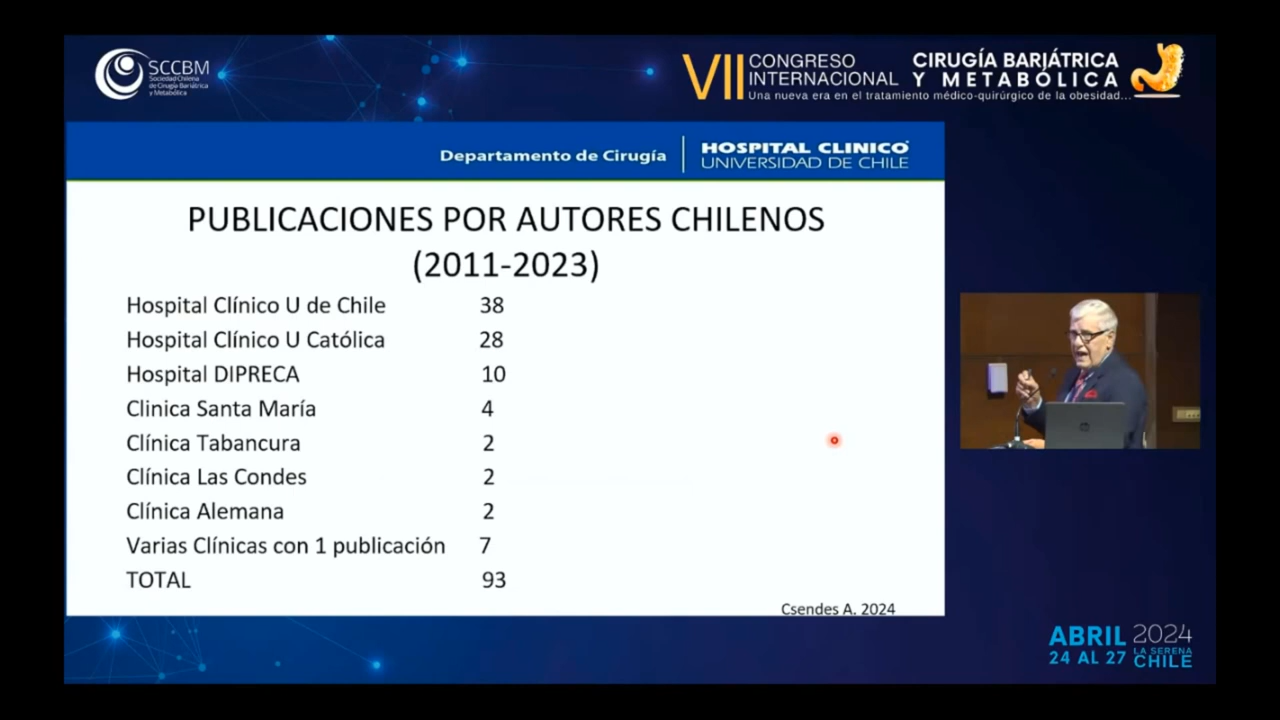 SCCBM
Sociedad Chilena
de Cirugía Bariátrica
y Metabólica
VII CONGRESO
INTERNACIONAL
CIRUGÍA BARIÁTRICA
Y METABÓLICA
Una nueva era en el tratamiento médico-quirúrgico de la obesidad...
Departamento de Cirugía
HOSPITAL CLINICO
UNIVERSIDAD DE CHILE
PUBLICACIONES POR AUTORES CHILENOS
(2011-2023)
Hospital Clínico U de Chile 38
Hospital Clínico U Católica 28
Hospital DIPRECA 10
Clinica Santa María 4
Clínica Tabancura 2
Clínica Las Condes 2
Clínica Alemana 2
Varias Clínicas con 1 publicación 7
TOTAL 93
Csendes A. 2024
hp
ABRIL 2024
24 AL 27
LA SERENA
CHILE